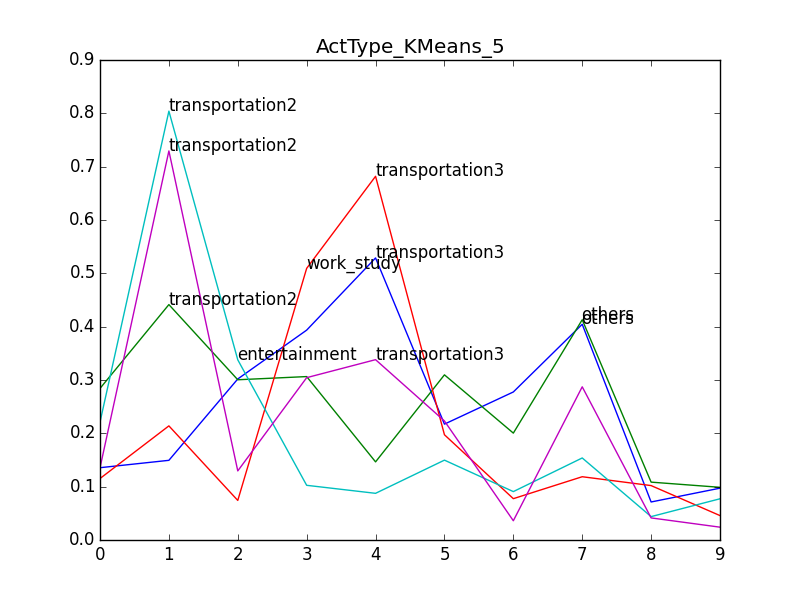 ActType_KMeans_5
0.9
0.8
0.7
0.6
0.5
0.4
0.3
0.2
0.1
0.0
transportation2
transportation2
transportation3
transportation3
work_study
transportation2
others
others
entertainment
transportation3
0 1 2 3 4 5 6 7 8 9